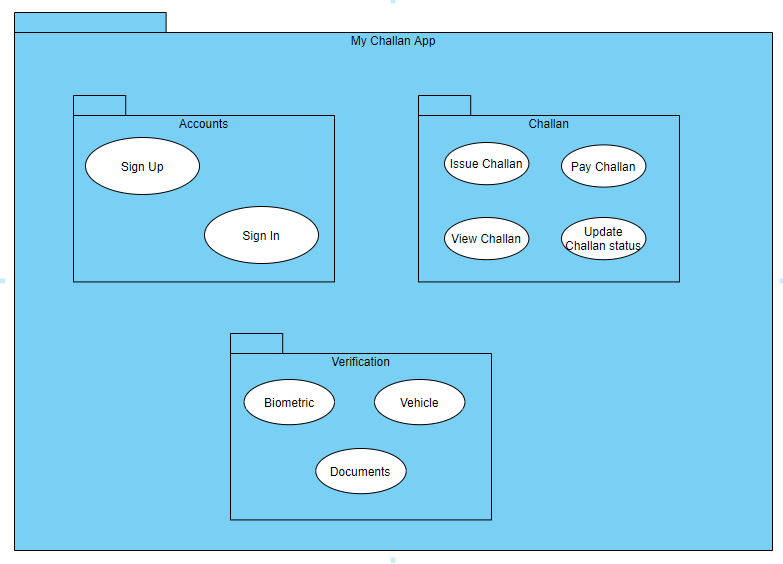 My Challan App
Accounts
Sign Up
Sign In
Challan
Issue Challan
Pay Challan
View Challan
Update
Challan status
Verification
Biometric
Vehicle
Documents